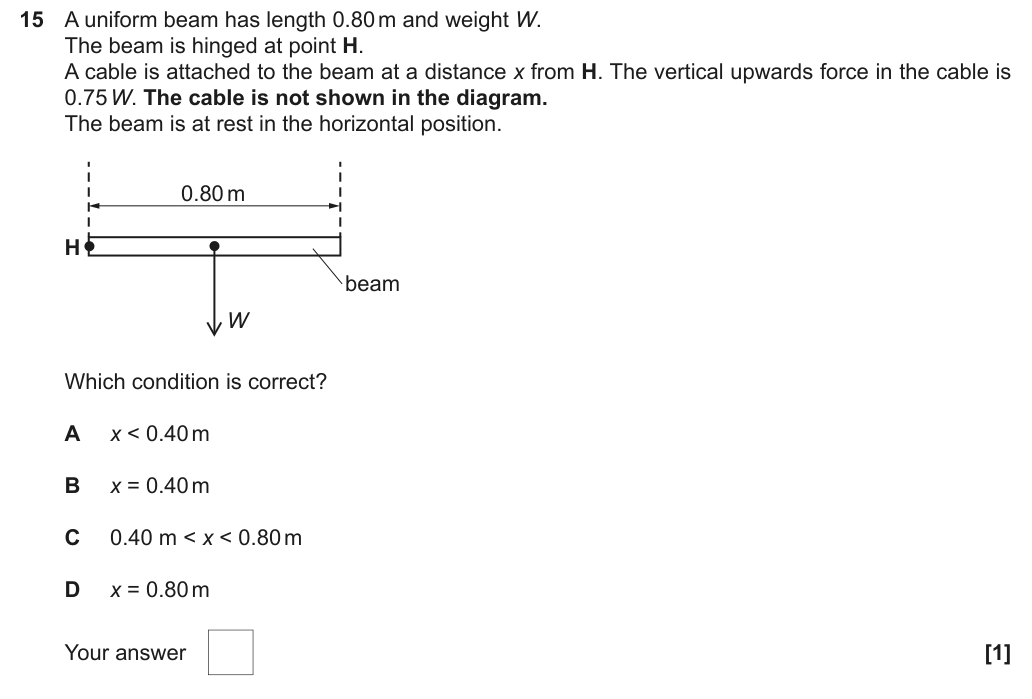 15 A uniform beam has length 0.80 m and weight W.
The beam is hinged at point H.
A cable is attached to the beam at a distance x from H. The vertical upwards force in the cable is
0.75 W. The cable is not shown in the diagram.
The beam is at rest in the horizontal position.
0.80 m
H
beam
W
Which condition is correct?
A x < 0.40 m
B x = 0.40 m
C 0.40 m < x < 0.80 m
D x = 0.80 m
Your answer [1]